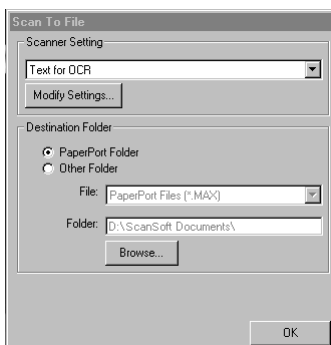 Scan To File
Scanner Setting
Text for OCR
Modify Settings...
Destination Folder
PaperPort Folder
Other Folder
File: PaperPort Files (*.MAX)
Folder: D:\ScanSoft Documents\
Browse...
OK